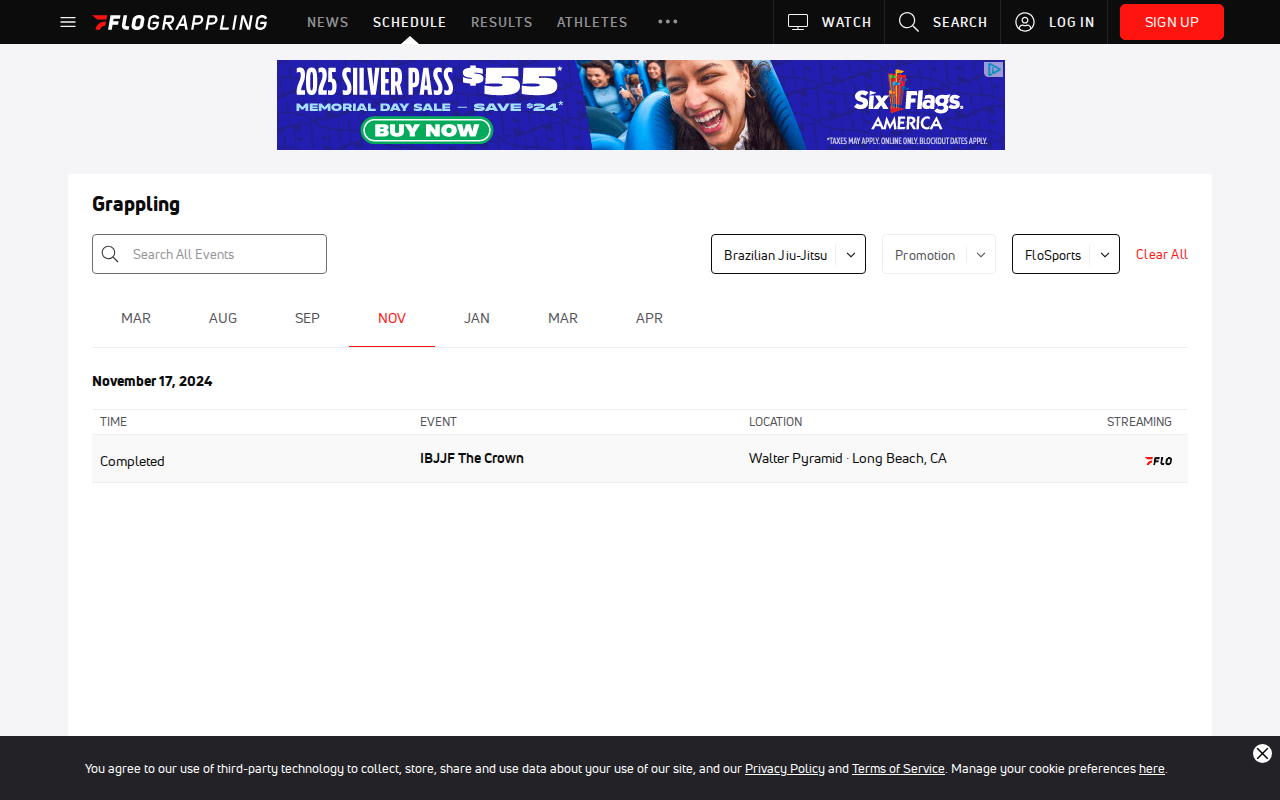 FLOGRAPPLING NEWS SCHEDULE RESULTS ATHLETES ••• WATCH SEARCH LOG IN SIGN UP
2025 SILVER PASS $55*
MEMORIAL DAY SALE — SAVE $24*
BUY NOW
Six Flags
AMERICA
*TAXES MAY APPLY. ONLINE ONLY. BLOCKOUT DATES APPLY.
Grappling
Search All Events Brazilian Jiu-Jitsu Promotion FloSports Clear All
MAR AUG SEP NOV JAN MAR APR
November 17, 2024
TIME EVENT LOCATION STREAMING
Completed IBJJF The Crown Walter Pyramid · Long Beach, CA FLO
You agree to our use of third-party technology to collect, store, share and use data about your use of our site, and our Privacy Policy and Terms of Service. Manage your cookie preferences here.